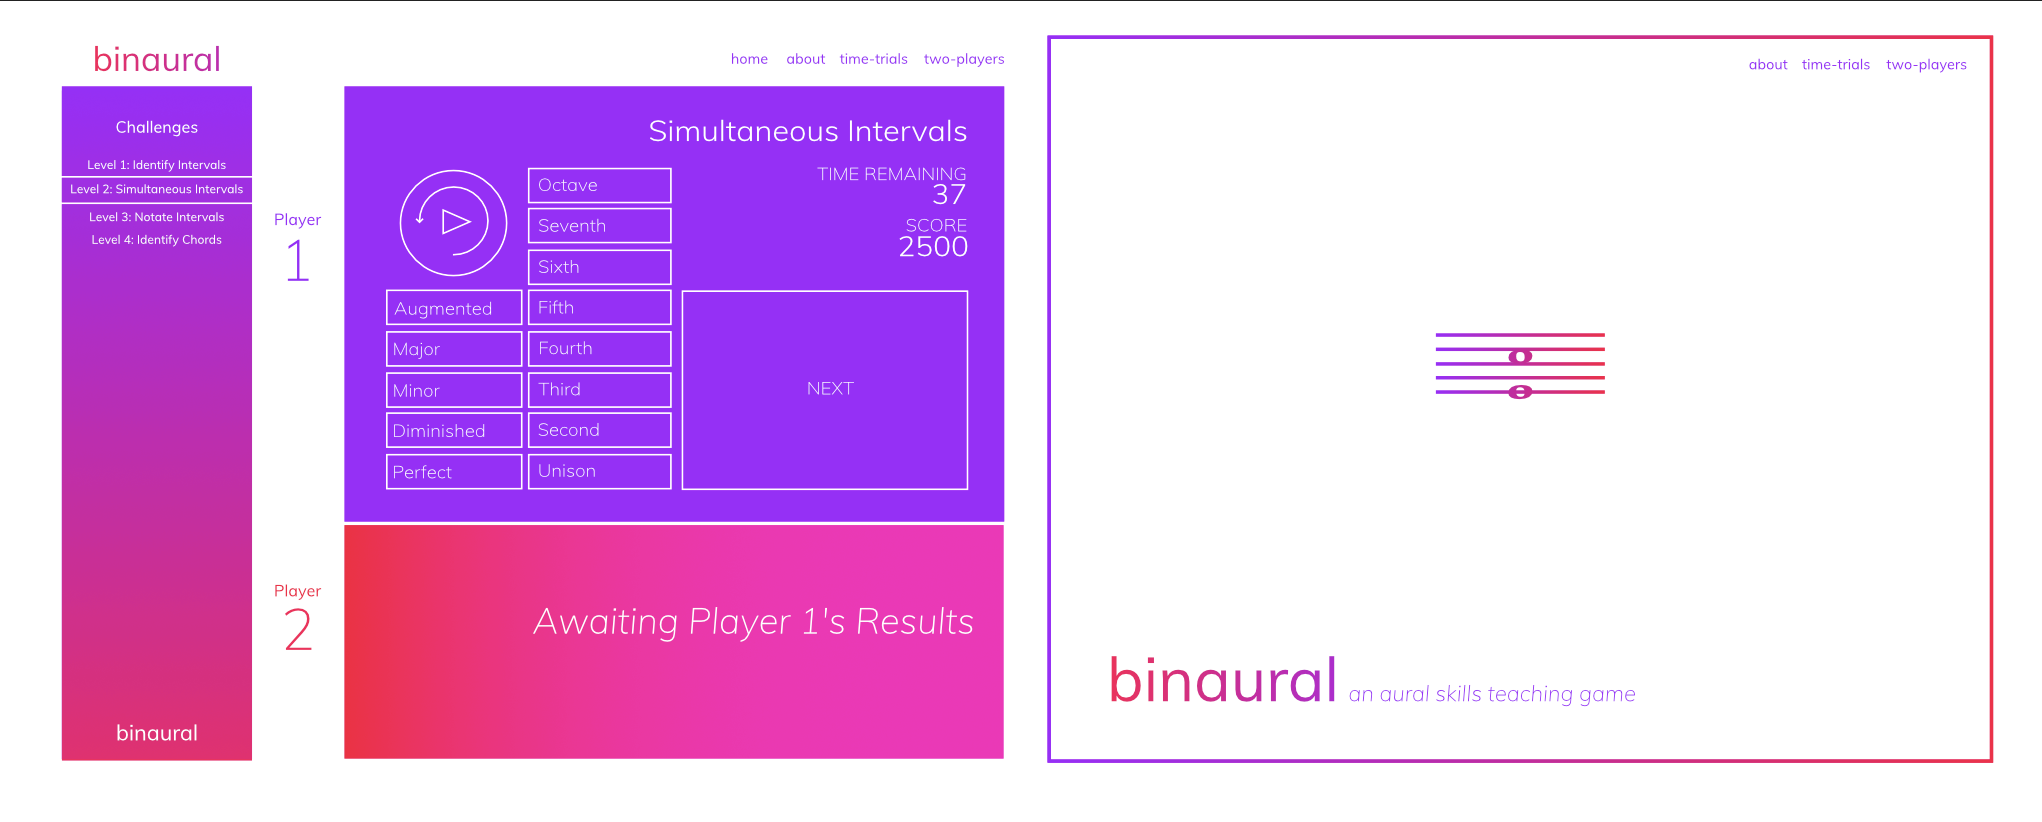 binaural
home about time-trials two-players
Challenges
Level 1: Identify Intervals
Level 2: Simultaneous Intervals
Level 3: Notate Intervals
Level 4: Identify Chords
binaural
Player
1
Simultaneous Intervals
TIME REMAINING
37
SCORE
2500
Octave
Seventh
Sixth
Augmented Fifth
Major Fourth
Minor Third
Diminished Second
Perfect Unison
NEXT
Player
2
Awaiting Player 1's Results
about time-trials two-players
binaural an aural skills teaching game